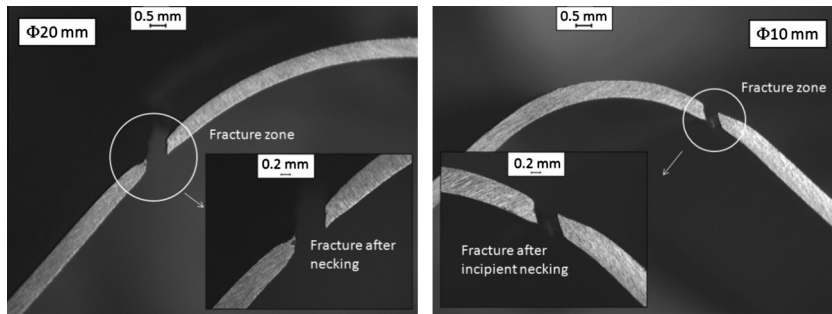 Φ20 mm
0.5 mm
Fracture zone
0.2 mm
Fracture after
necking
0.5 mm
Φ10 mm
Fracture zone
0.2 mm
Fracture after
incipient necking